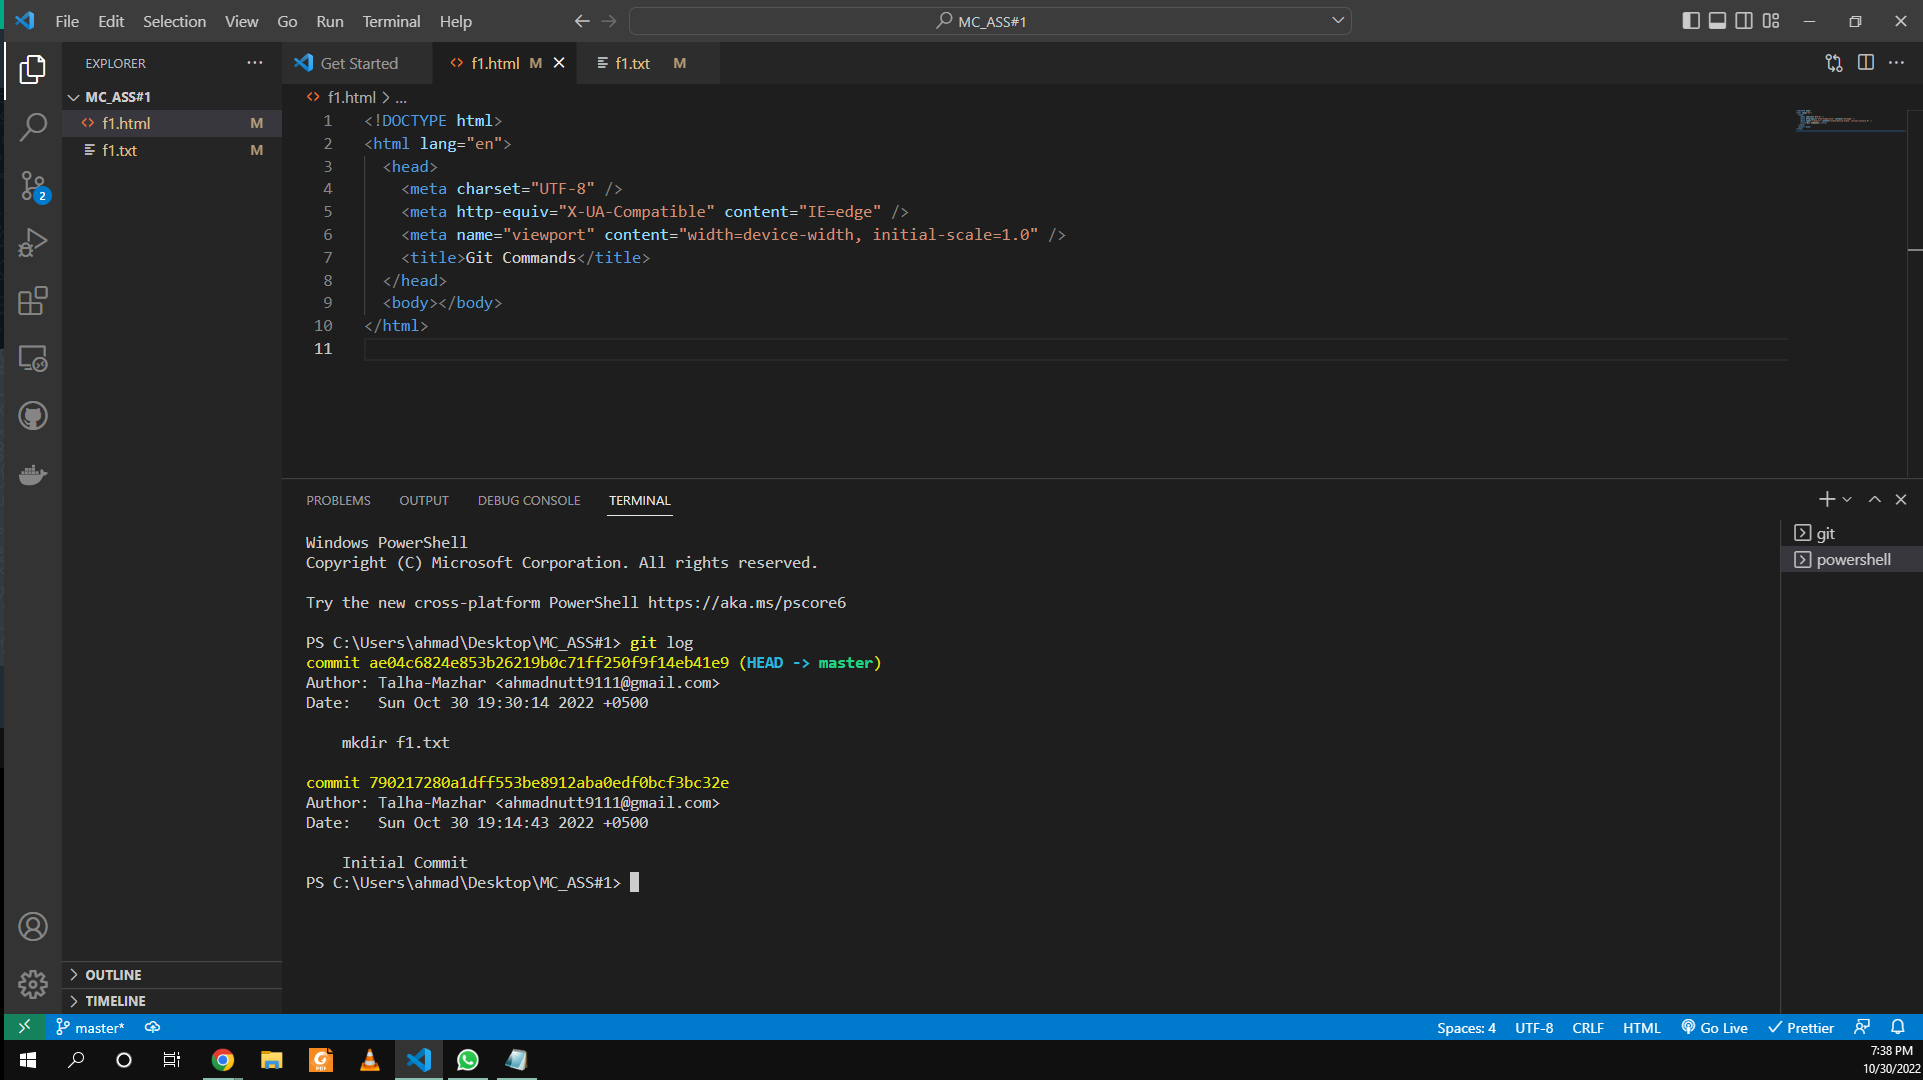 File Edit Selection View Go Run Terminal Help
MC_ASS#1
EXPLORER
MC_ASS#1
f1.html M
f1.txt M
2
Get Started
f1.html M
f1.txt M
f1.html > ...
1 <!DOCTYPE html>
2 <html lang="en">
3 <head>
4 <meta charset="UTF-8" />
5 <meta http-equiv="X-UA-Compatible" content="IE=edge" />
6 <meta name="viewport" content="width=device-width, initial-scale=1.0" />
7 <title>Git Commands</title>
8 </head>
9 <body></body>
10 </html>
11
PROBLEMS OUTPUT DEBUG CONSOLE TERMINAL
git
powershell
Windows PowerShell
Copyright (C) Microsoft Corporation. All rights reserved.
Try the new cross-platform PowerShell https://aka.ms/pscore6
PS C:\Users\ahmad\Desktop\MC_ASS#1> git log
commit ae04c6824e853b26219b0c71ff250f9f14eb41e9 (HEAD -> master)
Author: Talha-Mazhar <ahmadnutt9111@gmail.com>
Date: Sun Oct 30 19:30:14 2022 +0500
mkdir f1.txt
commit 790217280a1dff553be8912aba0edf0bcf3bc32e
Author: Talha-Mazhar <ahmadnutt9111@gmail.com>
Date: Sun Oct 30 19:14:43 2022 +0500
Initial Commit
PS C:\Users\ahmad\Desktop\MC_ASS#1>
OUTLINE
TIMELINE
master*
Spaces: 4 UTF-8 CRLF HTML Go Live Prettier
7:38 PM
10/30/2022